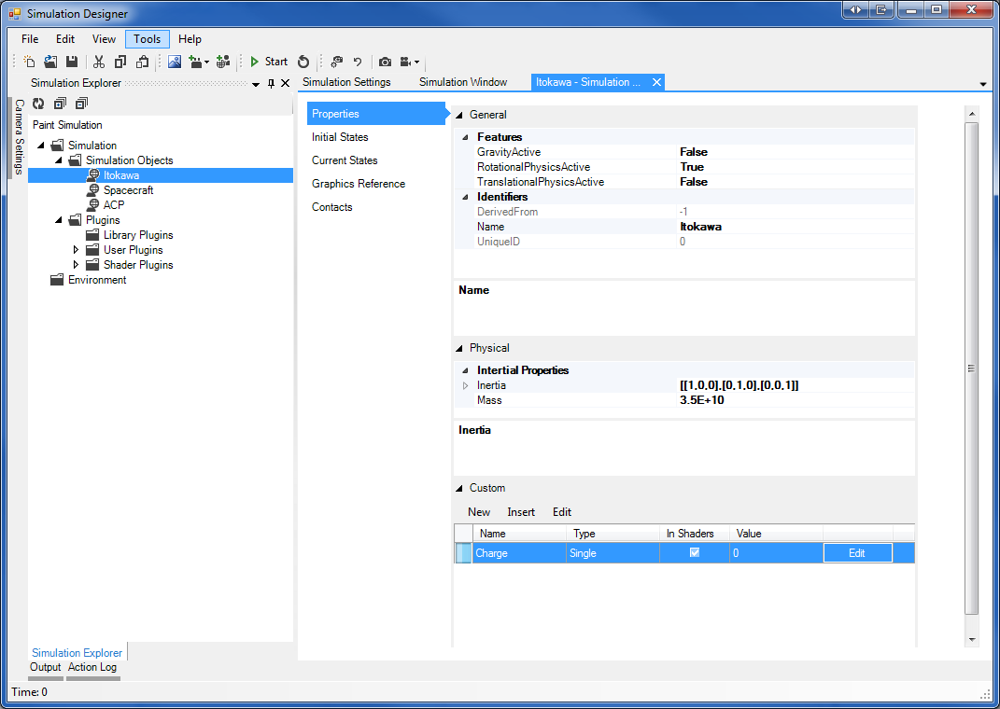 Simulation Designer
File Edit View Tools Help
Start
Simulation Explorer
Simulation Settings Simulation Window Itokawa - Simulation ...
Camera Settings
Paint Simulation
Simulation
Simulation Objects
Itokawa
Spacecraft
ACP
Plugins
Library Plugins
User Plugins
Shader Plugins
Environment
Properties
Initial States
Current States
Graphics Reference
Contacts
General
Features
GravityActive False
RotationalPhysicsActive True
TranslationalPhysicsActive False
Identifiers
DerivedFrom -1
Name Itokawa
UniqueID 0
Name
Physical
Intertial Properties
Inertia [[1,0,0],[0,1,0],[0,0,1]]
Mass 3.5E+10
Inertia
Custom
New Insert Edit
Name Type In Shaders Value
Charge Single 0 Edit
Simulation Explorer
Output Action Log
Time: 0